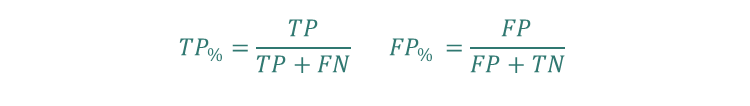 TP% = TP / (TP + FN)    FP% = FP / (FP + TN)